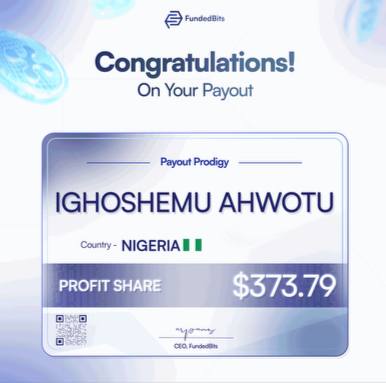 FundedBits
Congratulations!
On Your Payout
Payout Prodigy
IGHOSHEMU AHWOTU
Country - NIGERIA
PROFIT SHARE $373.79
CEO, FundedBits